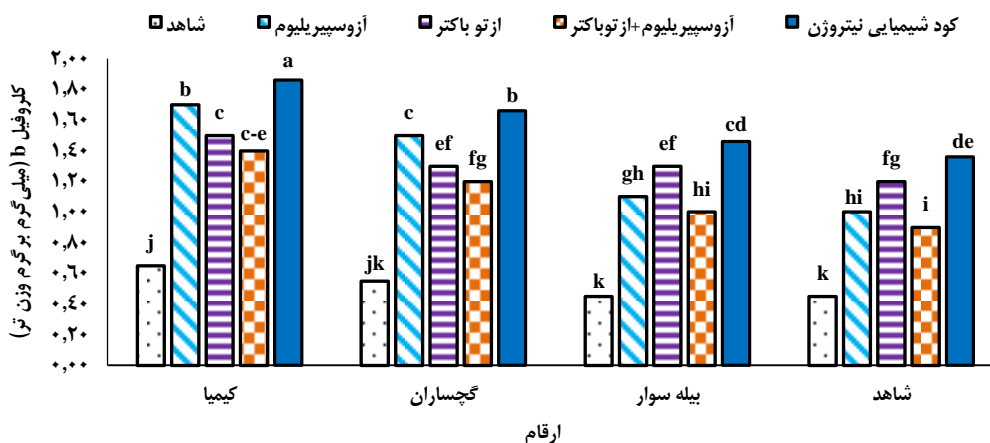 شاهد آزوسپیریلیوم ازتو باکتر آزوسپیریلیوم+ازتوباکتر کود شیمیایی نیتروژن
کلروفیل b (میلی گرم بر گرم وزن تر)
۲,۰۰
۱,۸۰
۱,۶۰
۱,٤۰
۱,۲۰
۱,۰۰
۰,۸۰
۰,۶۰
۰,٤۰
۰,۲۰
۰,۰۰
j b c c-e a
jk c ef fg b
k gh ef hi cd
k hi fg i de
کیمیا گچساران بیله سوار شاهد
ارقام